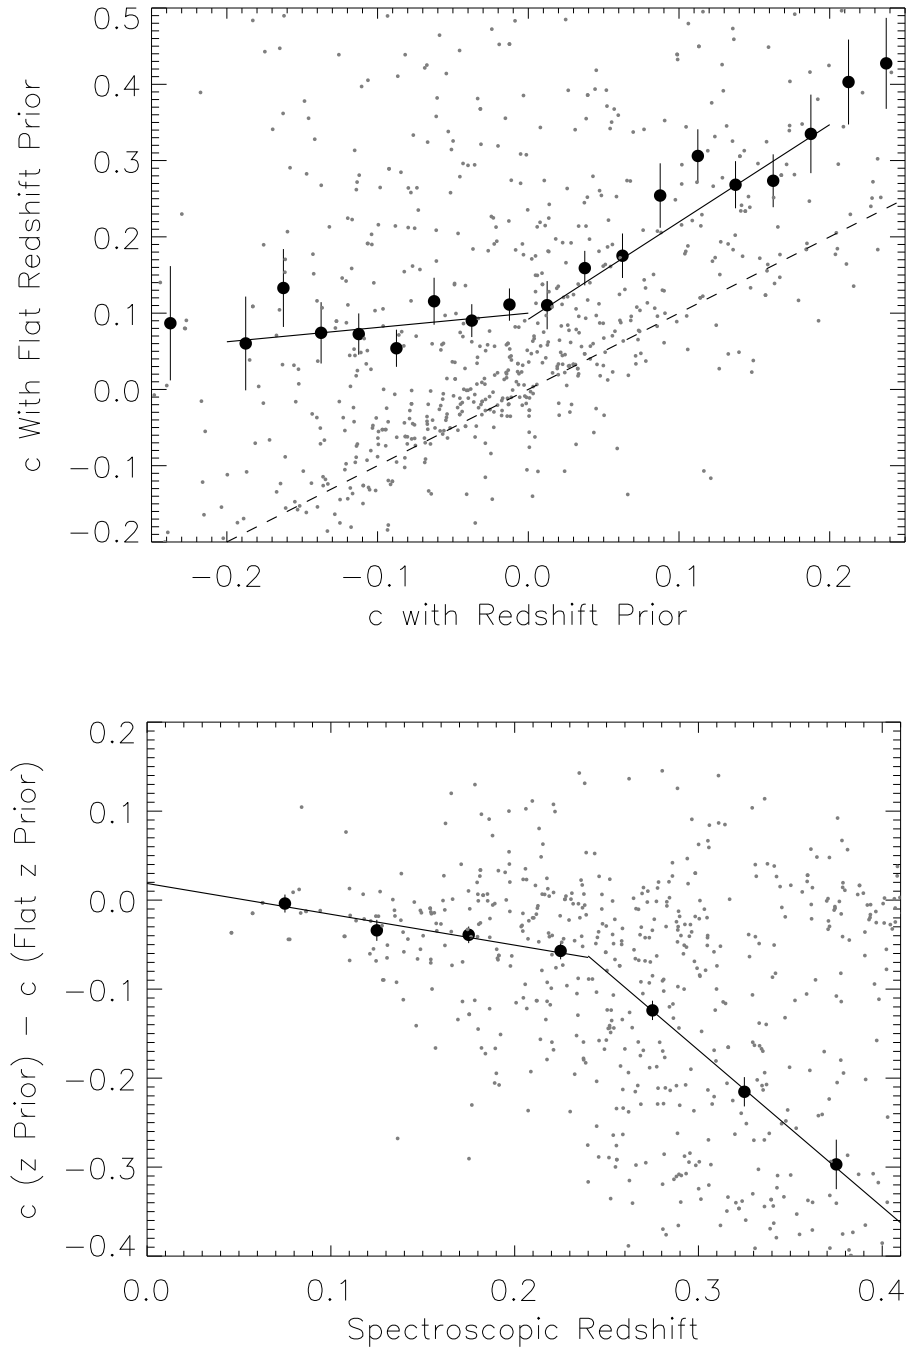 0.5
0.4
0.3
0.2
0.1
0.0
−0.1
−0.2
c With Flat Redshift Prior
−0.2 −0.1 0.0 0.1 0.2
c with Redshift Prior
0.2
0.1
0.0
−0.1
−0.2
−0.3
−0.4
c (z Prior) − c (Flat z Prior)
0.0 0.1 0.2 0.3 0.4
Spectroscopic Redshift